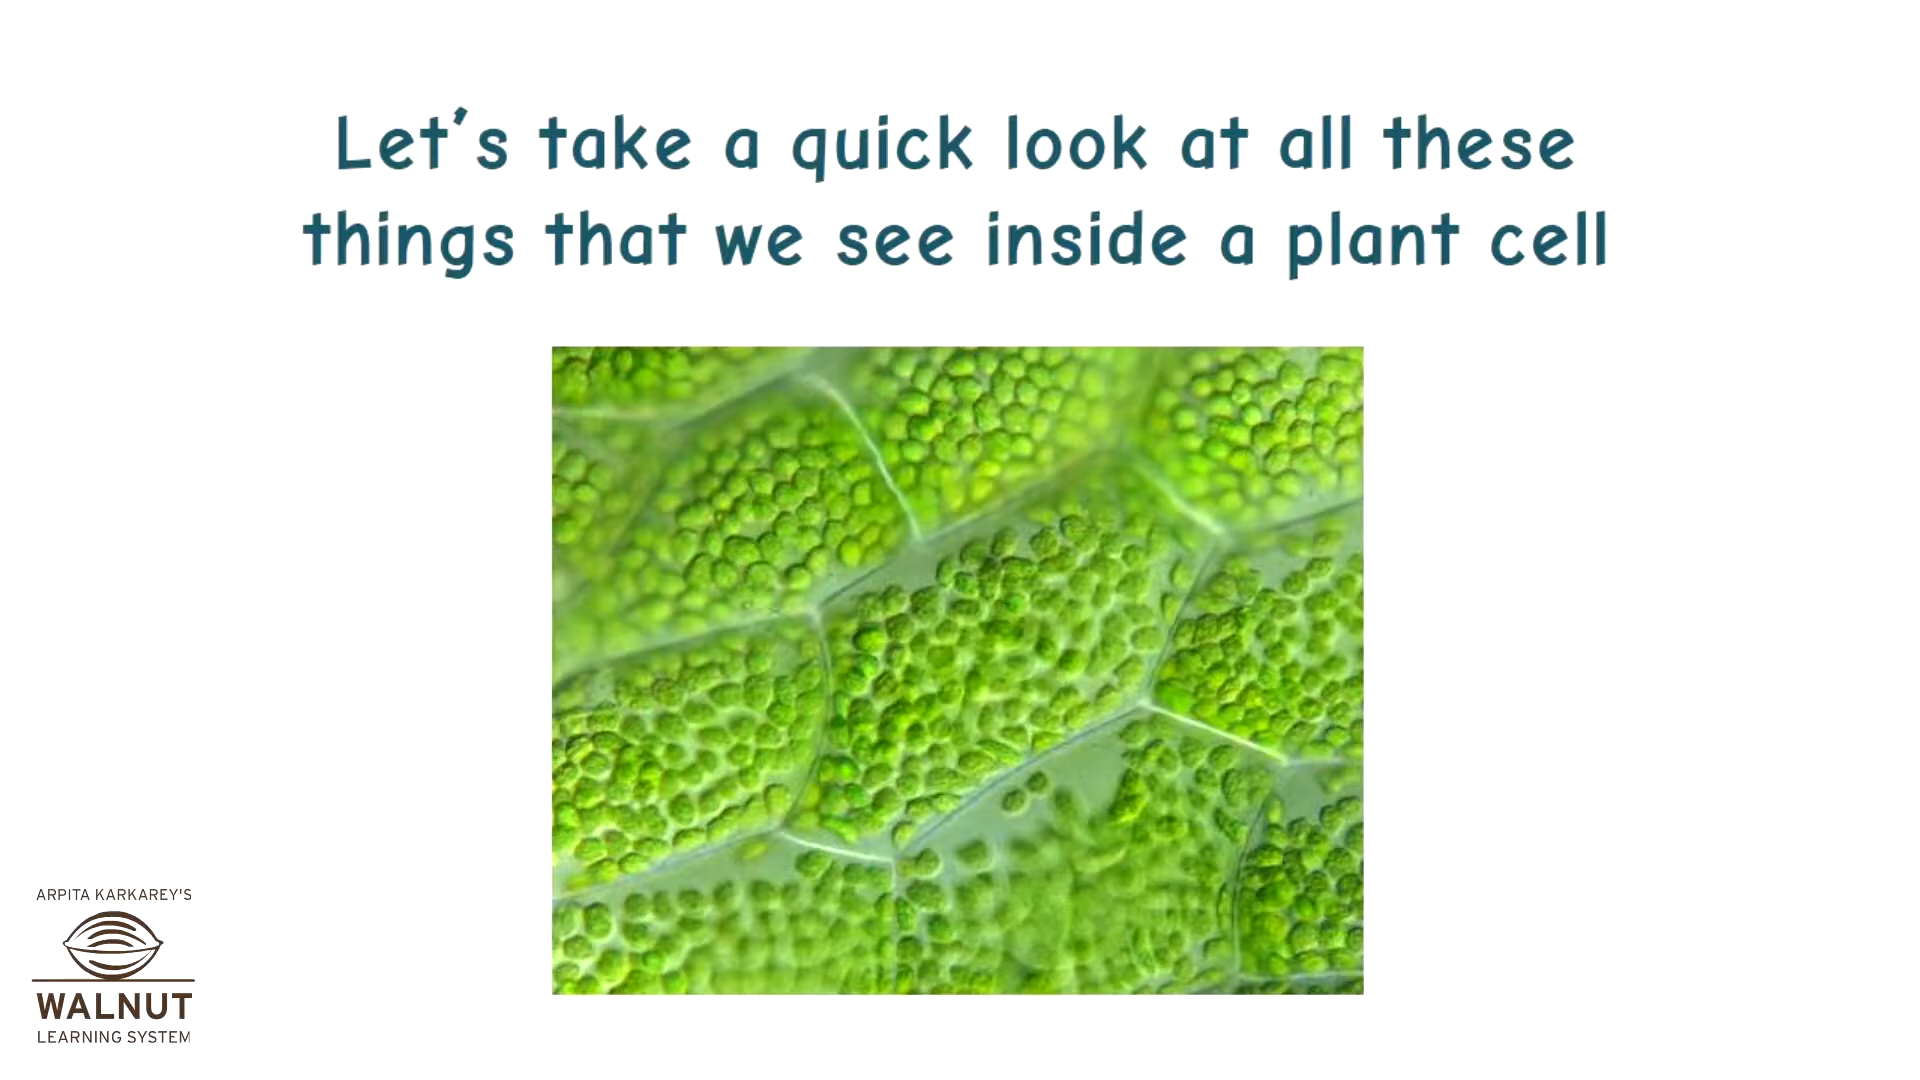 Let's take a quick look at all these
things that we see inside a plant cell
ARPITA KARKAREY'S
WALNUT
LEARNING SYSTEM